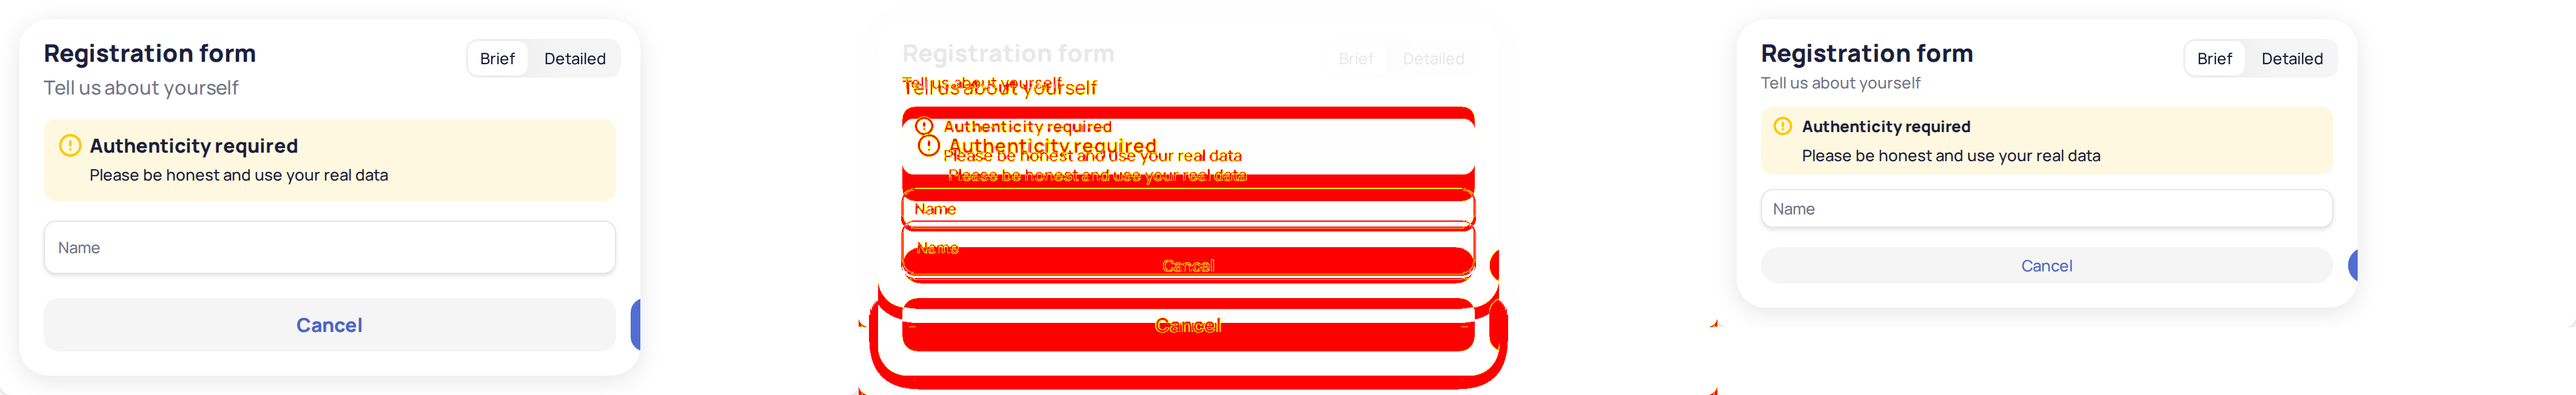 Registration form
Brief Detailed
Tell us about yourself
Authenticity required
Please be honest and use your real data
Name
Cancel
Registration form
Brief Detailed
Tell us about yourself
Tell us about yourself
Authenticity required
Authenticity required
Please be honest and use your real data
Please be honest and use your real data
Name
Name
Cancel
Cancel
Registration form
Brief Detailed
Tell us about yourself
Authenticity required
Please be honest and use your real data
Name
Cancel